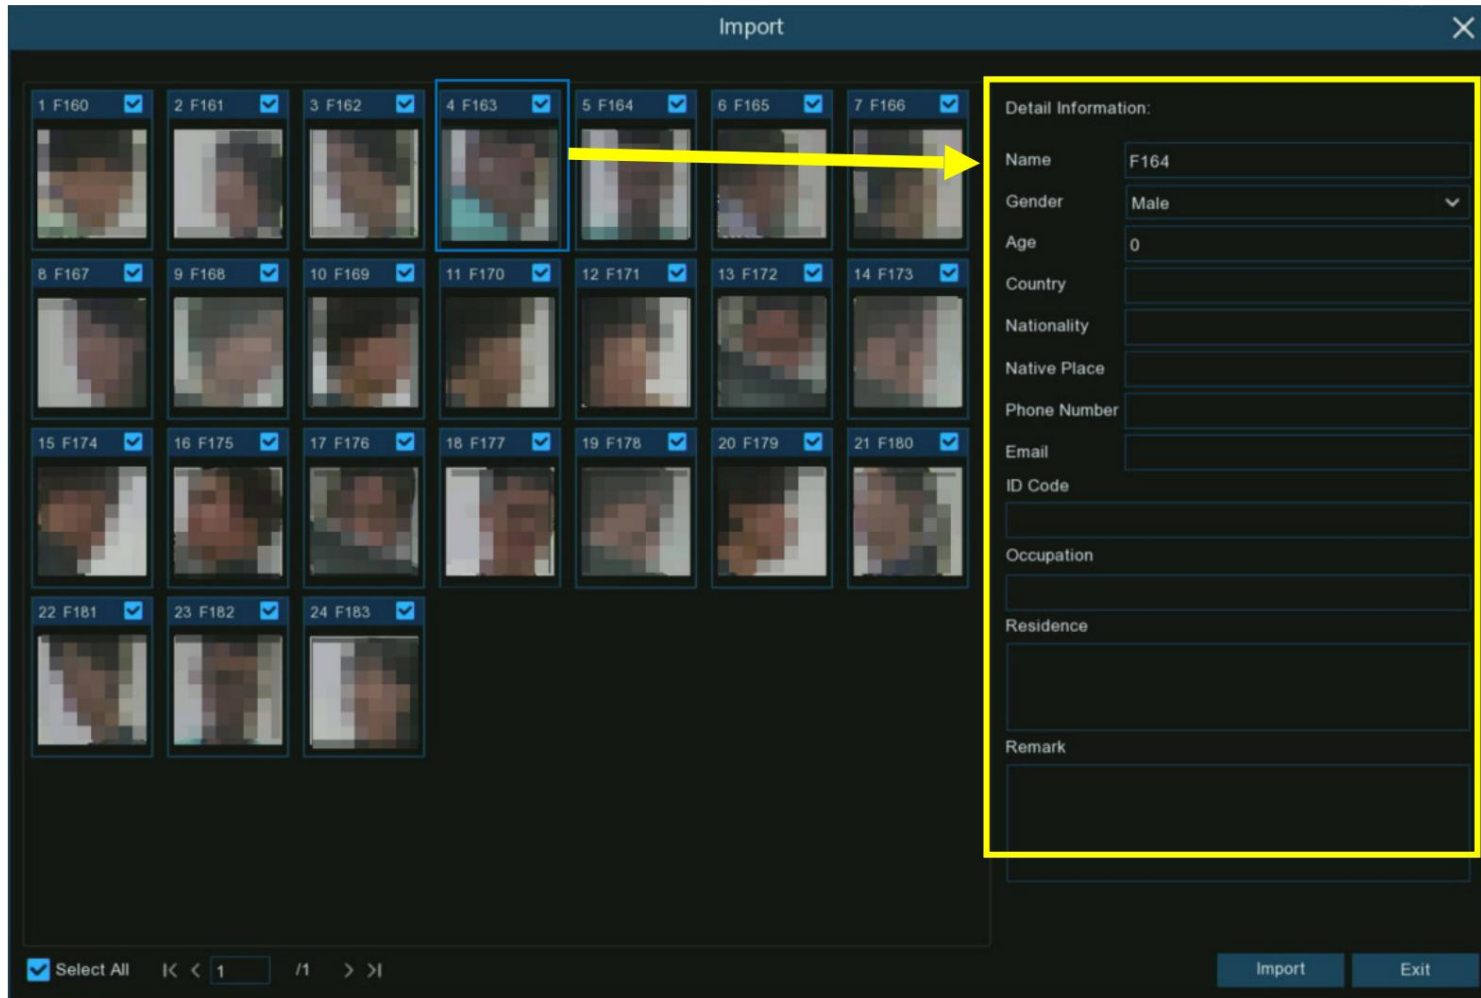 Import
1 F160 2 F161 3 F162 4 F163 5 F164 6 F165 7 F166
8 F167 9 F168 10 F169 11 F170 12 F171 13 F172 14 F173
15 F174 16 F175 17 F176 18 F177 19 F178 20 F179 21 F180
22 F181 23 F182 24 F183
Detail Information:
Name F164
Gender Male
Age 0
Country
Nationality
Native Place
Phone Number
Email
ID Code
Occupation
Residence
Remark
Select All 1 /1
Import Exit